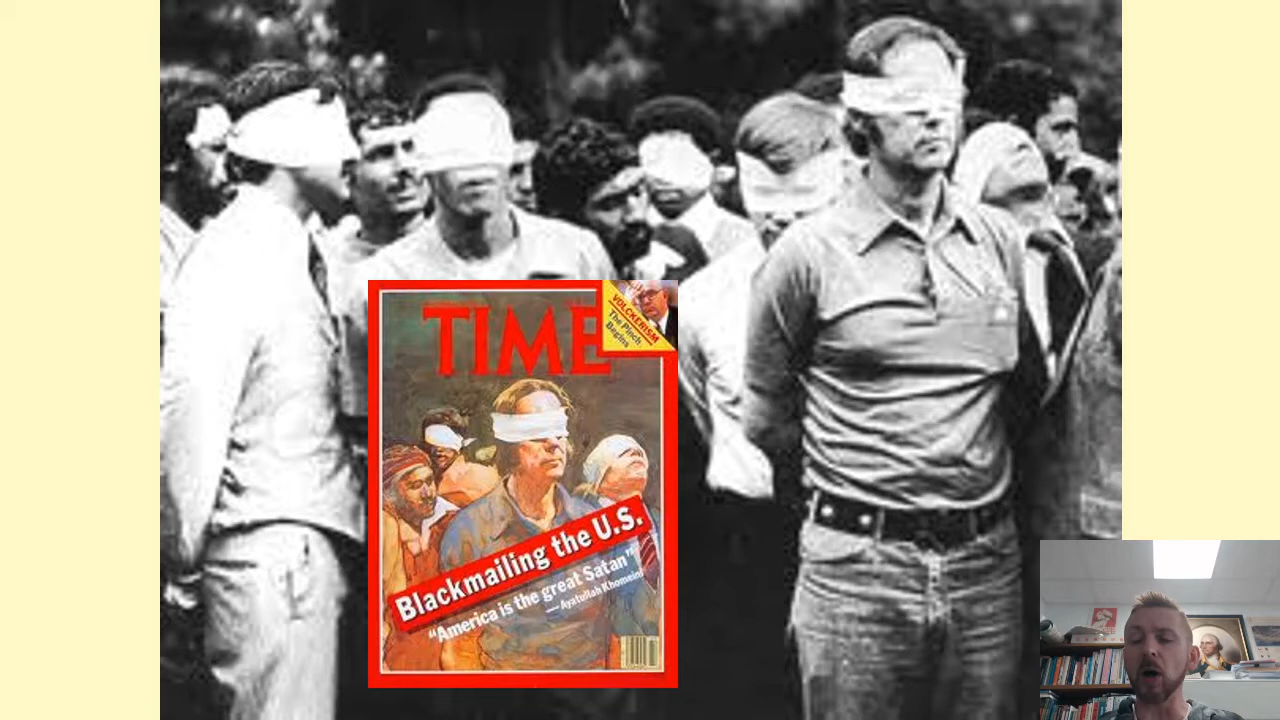 TIME
VOLCKERISM
The Pinch
Begins
Blackmailing the U.S.
“America is the great Satan”
— Ayatullah Khomeini